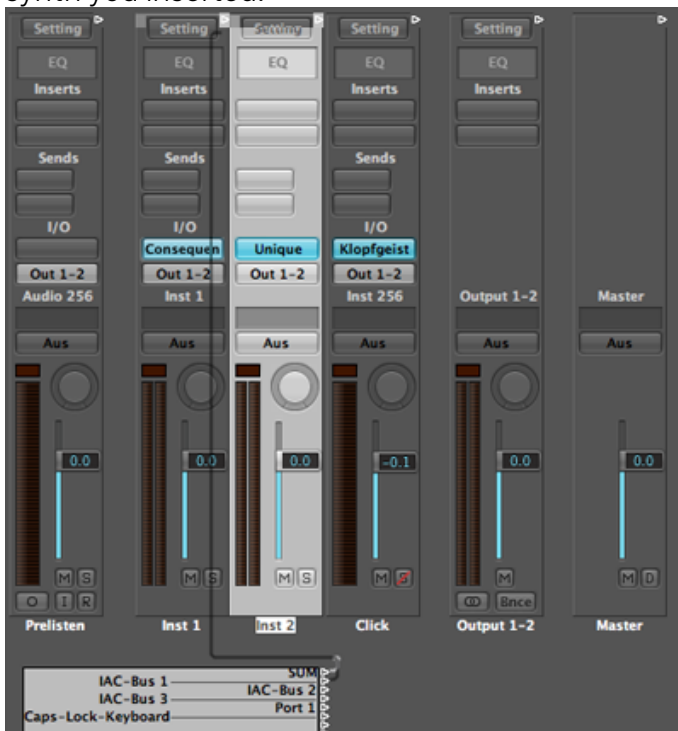 synth you inserted.
Setting Setting Setting Setting Setting
EQ EQ EQ EQ EQ
Inserts Inserts Inserts Inserts
Sends Sends Sends
I/O I/O I/O
Consequen Unique Klopfgeist
Out 1-2 Out 1-2 Out 1-2 Out 1-2
Audio 256 Inst 1 Inst 256 Output 1-2 Master
Aus Aus Aus Aus Aus Aus
0.0 0.0 0.0 -0.1 0.0 0.0
M S M S M S M S M M D
O I R Bnce
Prelisten Inst 1 Inst 2 Click Output 1-2 Master
SUM
IAC-Bus 1
IAC-Bus 2
IAC-Bus 3
Port 1
Caps-Lock-Keyboard